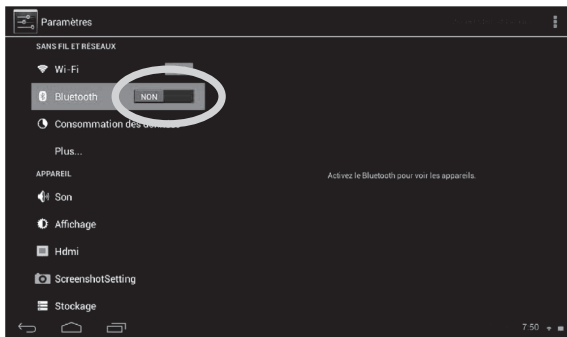 Paramètres
SANS FIL ET RÉSEAUX
Wi-Fi
Bluetooth NON
Consommation des données
Plus...
APPAREIL
Activez le Bluetooth pour voir les appareils.
Son
Affichage
Hdmi
ScreenshotSetting
Stockage
7:50